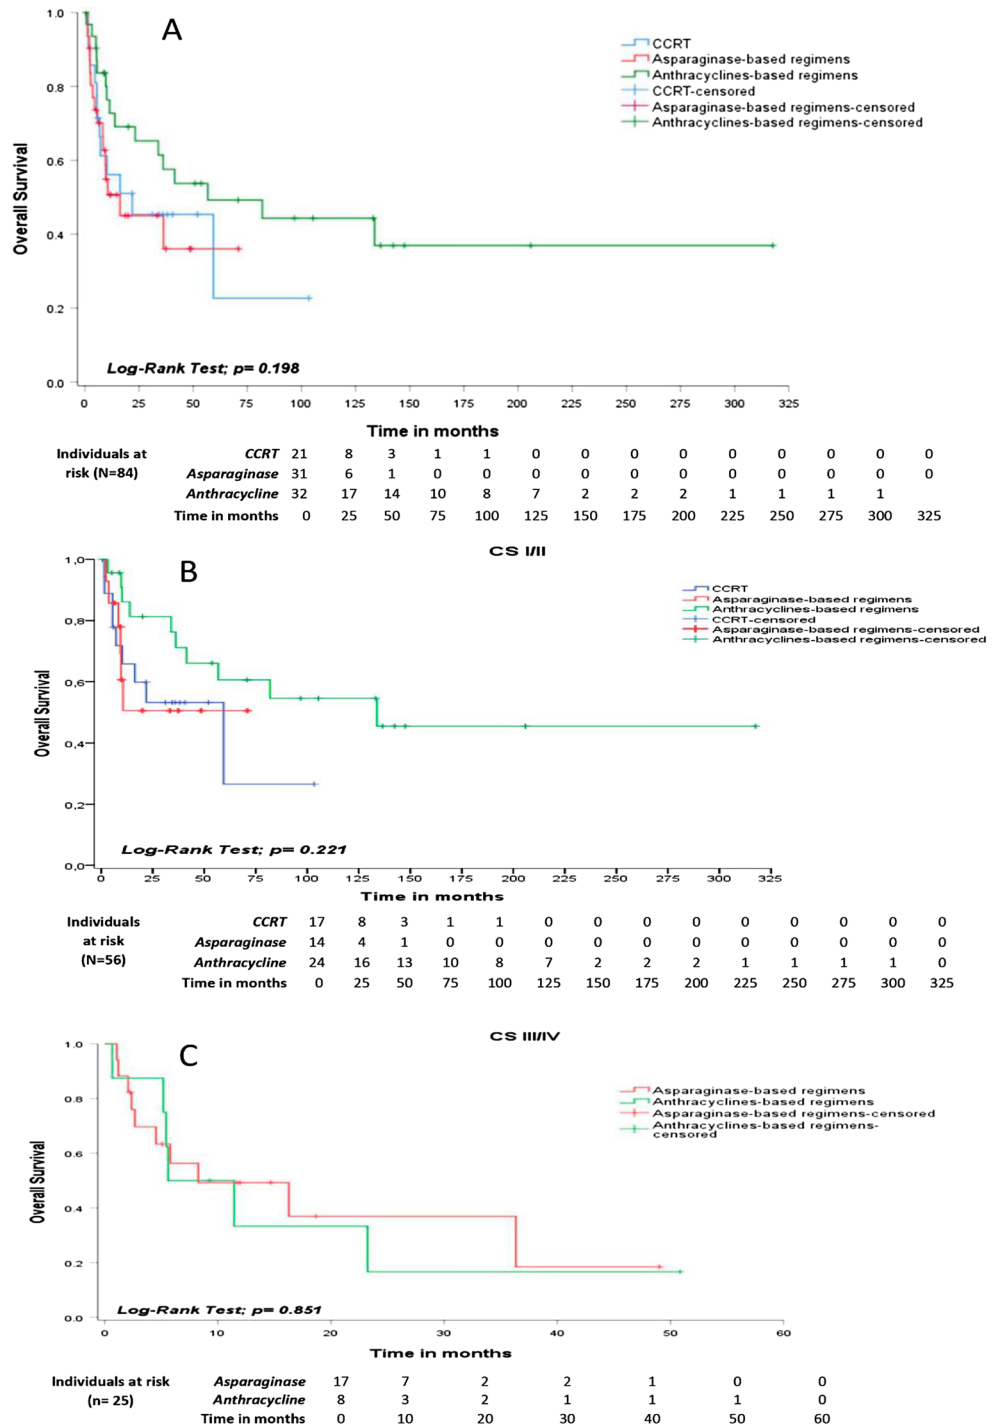 A
CCRT
Asparaginase-based regimens
Anthracyclines-based regimens
CCRT-censored
Asparaginase-based regimens-censored
Anthracyclines-based regimens-censored
Overall Survival
1.0
0.8
0.6
0.4
0.2
0.0
Log-Rank Test; p= 0.198
0 25 50 75 100 125 150 175 200 225 250 275 300 325
Time in months
Individuals at risk (N=84)
CCRT 21 8 3 1 1 0 0 0 0 0 0 0 0 0
Asparaginase 31 6 1 0 0 0 0 0 0 0 0 0 0 0
Anthracycline 32 17 14 10 8 7 2 2 2 1 1 1 1
Time in months 0 25 50 75 100 125 150 175 200 225 250 275 300 325
CS I/II
B
CCRT
Asparaginase-based regimens
Anthracyclines-based regimens
CCRT-censored
Asparaginase-based regimens-censored
Anthracyclines-based regimens-censored
Overall Survival
1,0
0,8
0,6
0,4
0,2
0,0
Log-Rank Test; p= 0.221
0 25 50 75 100 125 150 175 200 225 250 275 300 325
Time in months
Individuals at risk (N=56)
CCRT 17 8 3 1 1 0 0 0 0 0 0 0 0 0
Asparaginase 14 4 1 0 0 0 0 0 0 0 0 0 0 0
Anthracycline 24 16 13 10 8 7 2 2 2 1 1 1 1 0
Time in months 0 25 50 75 100 125 150 175 200 225 250 275 300 325
CS III/IV
C
Asparaginase-based regimens
Anthracyclines-based regimens
Asparaginase-based regimens-censored
Anthracyclines-based regimens-
censored
Overall Survival
1.0
0.8
0.6
0.4
0.2
0.0
Log-Rank Test; p= 0.851
0 10 20 30 40 50 60
Time in months
Individuals at risk (n= 25)
Asparaginase 17 7 2 2 1 0 0
Anthracycline 8 3 2 1 1 1 0
Time in months 0 10 20 30 40 50 60